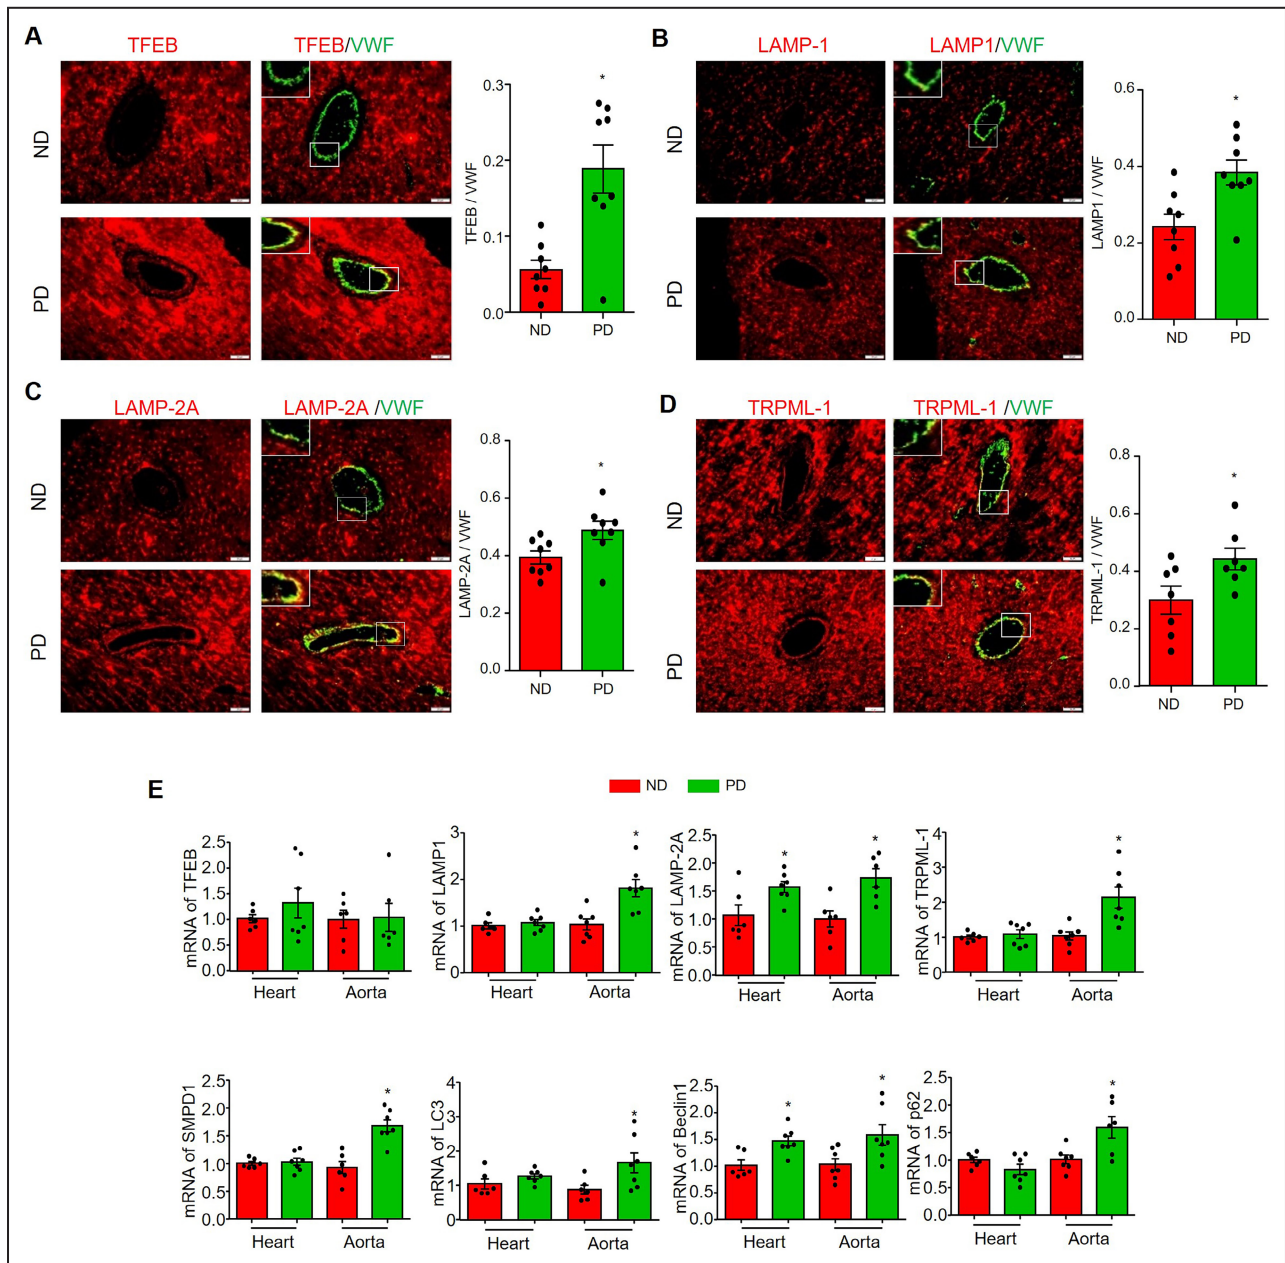 A
TFEB
TFEB/VWF
ND
PD
TFEB / VWF
0.3
0.2
0.1
0.0
*
ND
PD
B
LAMP-1
LAMP1/VWF
ND
PD
LAMP1 / VWF
0.6
0.4
0.2
0.0
*
ND
PD
C
LAMP-2A
LAMP-2A /VWF
ND
PD
LAMP-2A / VWF
0.8
0.6
0.4
0.2
0.0
*
ND
PD
D
TRPML-1
TRPML-1 /VWF
ND
PD
TRPML-1 / VWF
0.8
0.6
0.4
0.2
0.0
*
ND
PD
E
ND
PD
mRNA of TFEB
2.5
2.0
1.5
1.0
0.5
0.0
Heart
Aorta
mRNA of LAMP1
3
2
1
0
*
Heart
Aorta
mRNA of LAMP-2A
2.5
2.0
1.5
1.0
0.5
0.0
*
*
Heart
Aorta
mRNA of TRPML-1
4
3
2
1
0
*
Heart
Aorta
mRNA of SMPD1
2.5
2.0
1.5
1.0
0.5
0.0
*
Heart
Aorta
mRNA of LC3
4
3
2
1
0
*
Heart
Aorta
mRNA of Beclin1
2.5
2.0
1.5
1.0
0.5
0.0
*
*
Heart
Aorta
mRNA of p62
2.5
2.0
1.5
1.0
0.5
0.0
*
Heart
Aorta